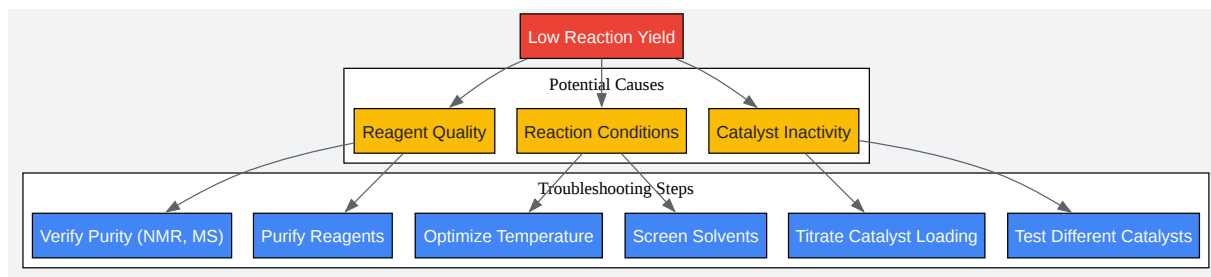 Low Reaction Yield
Potential Causes
Reagent Quality
Reaction Conditions
Catalyst Inactivity
Troubleshooting Steps
Verify Purity (NMR, MS)
Purify Reagents
Optimize Temperature
Screen Solvents
Titrate Catalyst Loading
Test Different Catalysts